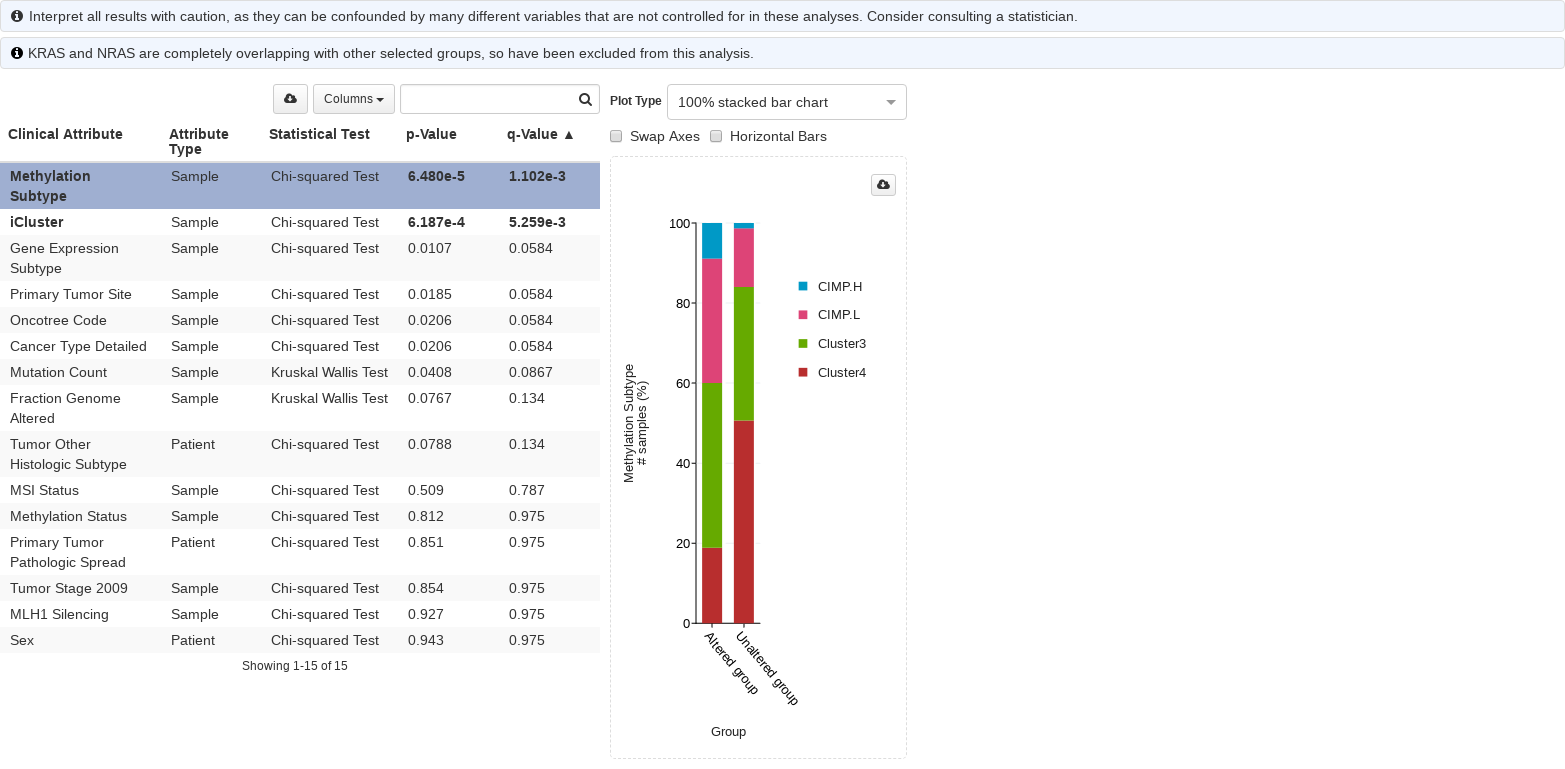 Interpret all results with caution, as they can be confounded by many different variables that are not controlled for in these analyses. Consider consulting a statistician.
KRAS and NRAS are completely overlapping with other selected groups, so have been excluded from this analysis.
Columns
Plot Type 100% stacked bar chart
Swap Axes Horizontal Bars
Clinical Attribute Attribute Type Statistical Test p-Value q-Value ▲
Methylation Subtype Sample Chi-squared Test 6.480e-5 1.102e-3
iCluster Sample Chi-squared Test 6.187e-4 5.259e-3
Gene Expression Subtype Sample Chi-squared Test 0.0107 0.0584
Primary Tumor Site Sample Chi-squared Test 0.0185 0.0584
Oncotree Code Sample Chi-squared Test 0.0206 0.0584
Cancer Type Detailed Sample Chi-squared Test 0.0206 0.0584
Mutation Count Sample Kruskal Wallis Test 0.0408 0.0867
Fraction Genome Altered Sample Kruskal Wallis Test 0.0767 0.134
Tumor Other Histologic Subtype Patient Chi-squared Test 0.0788 0.134
MSI Status Sample Chi-squared Test 0.509 0.787
Methylation Status Sample Chi-squared Test 0.812 0.975
Primary Tumor Pathologic Spread Patient Chi-squared Test 0.851 0.975
Tumor Stage 2009 Sample Chi-squared Test 0.854 0.975
MLH1 Silencing Sample Chi-squared Test 0.927 0.975
Sex Patient Chi-squared Test 0.943 0.975
Showing 1-15 of 15
Methylation Subtype
# samples (%)
100
80
60
40
20
0
CIMP.H
CIMP.L
Cluster3
Cluster4
Altered group
Unaltered group
Group